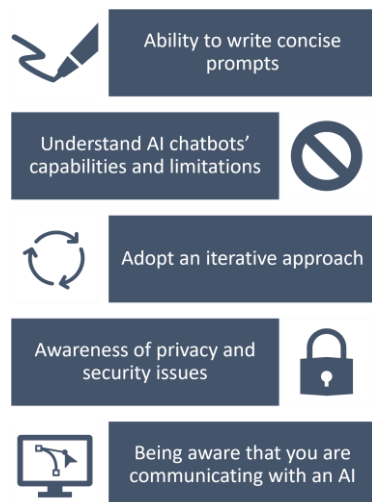 Ability to write concise
prompts
Understand AI chatbots’
capabilities and limitations
Adopt an iterative approach
Awareness of privacy and
security issues
Being aware that you are
communicating with an AI